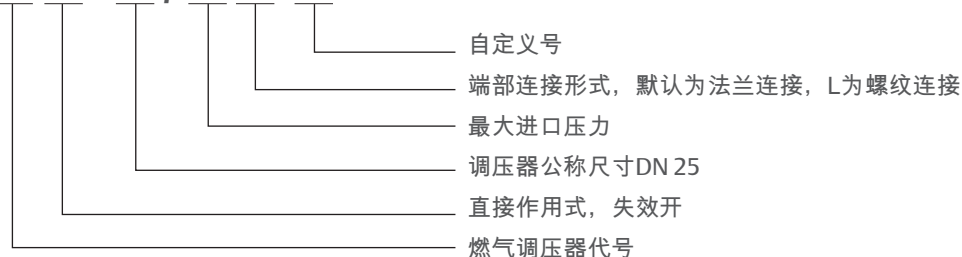 自定义号
端部连接形式，默认为法兰连接，L为螺纹连接
最大进口压力
调压器公称尺寸DN 25
直接作用式，失效开
燃气调压器代号